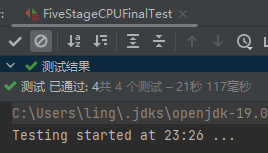 FiveStageCPUFinalTest
测试结果
测试 已通过: 4共 4 个测试 – 21秒 117毫秒
C:\Users\ling\.jdks\openjdk-19.0
Testing started at 23:26 ...